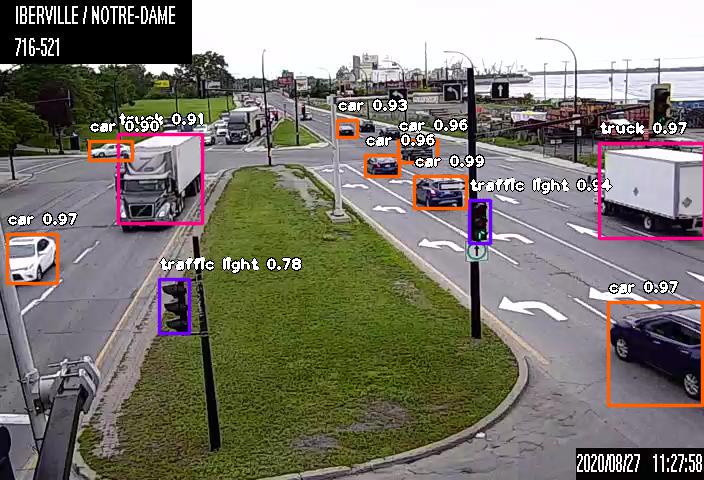 IBERVILLE / NOTRE-DAME
716-521
car 0.93
car 0.90
truck 0.91
car 0.96
car 0.96
truck 0.97
car 0.99
traffic light 0.94
car 0.97
traffic light 0.78
car 0.97
2020/08/27 11:27:58